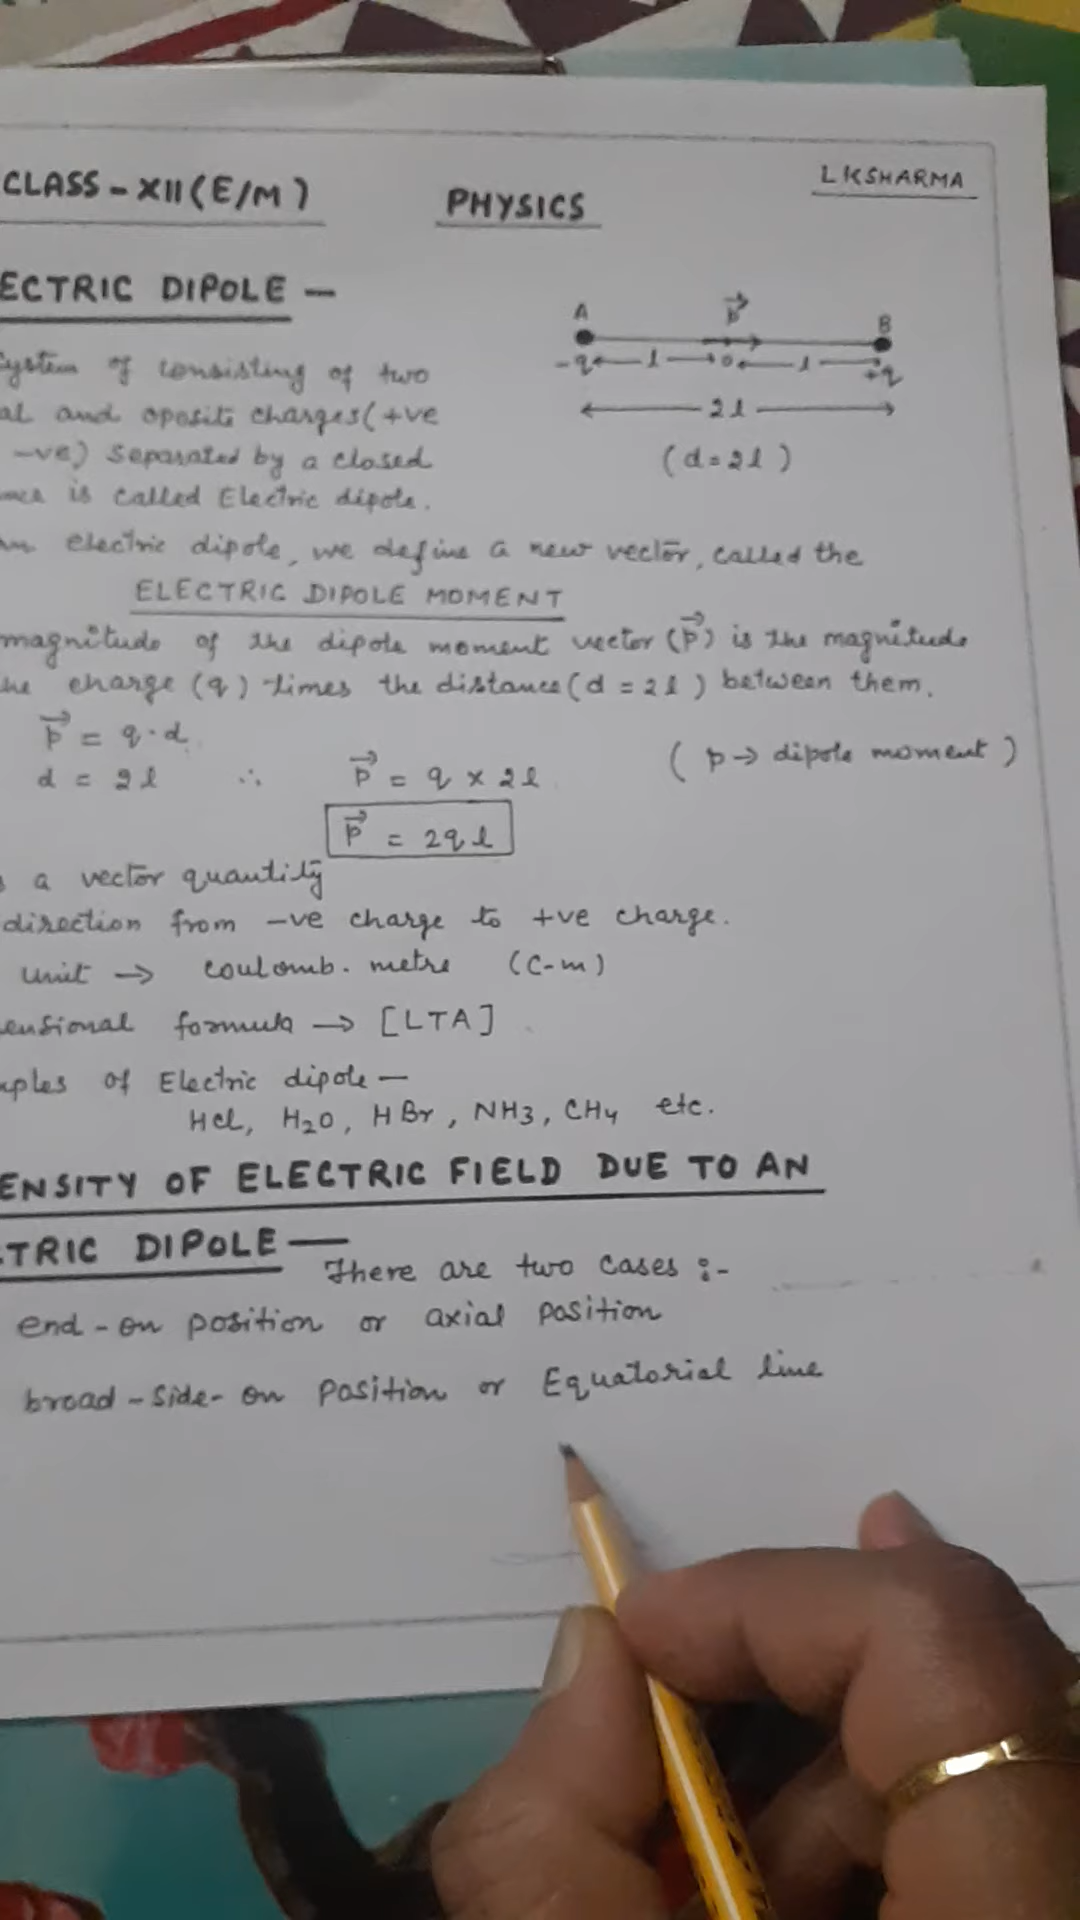 CLASS - XII (E/M)
PHYSICS
LKSHARMA
ECTRIC DIPOLE —
ystem of consisting of two
al and oposite charges (+ve
-ve) Separated by a closed
nce is called Electric dipole.
A
p⃗
B
-q
l
o
l
+q
2l
(d=2l)
electric dipole, we define a new vector, called the
ELECTRIC DIPOLE MOMENT
magnitude of the dipole moment vector (p⃗) is the magnitude
he charge (q) times the distance (d = 2l) between them.
p⃗ = q.d
d = 2l ∴ p⃗ = q × 2l
(p → dipole moment)
p⃗ = 2ql
s a vector quantity
direction from -ve charge to +ve charge.
unit → coulomb. metre (C-m)
ensional formula → [LTA]
mples of Electric dipole —
HCl, H₂O, HBr, NH3, CH₄ etc.
ENSITY OF ELECTRIC FIELD DUE TO AN
CTRIC DIPOLE —
There are two cases :-
end-on position or axial position
broad-side-on position or Equatorial line